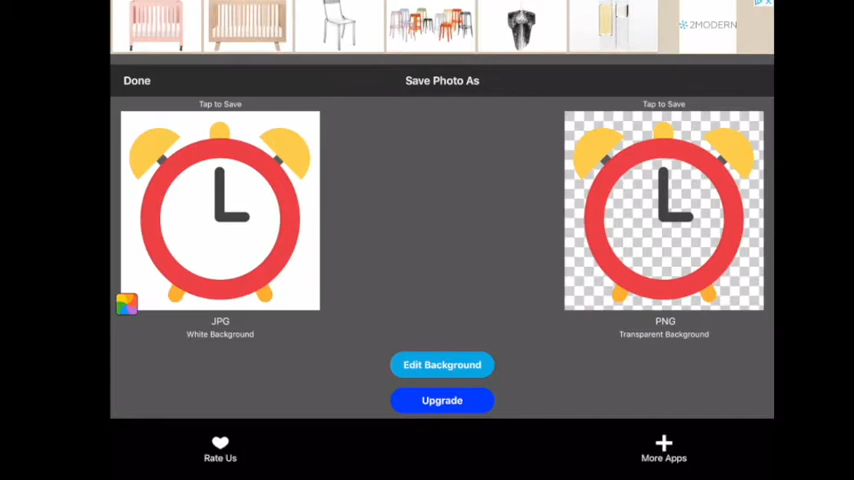 2MODERN
Done
Save Photo As
Tap to Save
Tap to Save
JPG
White Background
PNG
Transparent Background
Edit Background
Upgrade
Rate Us
More Apps